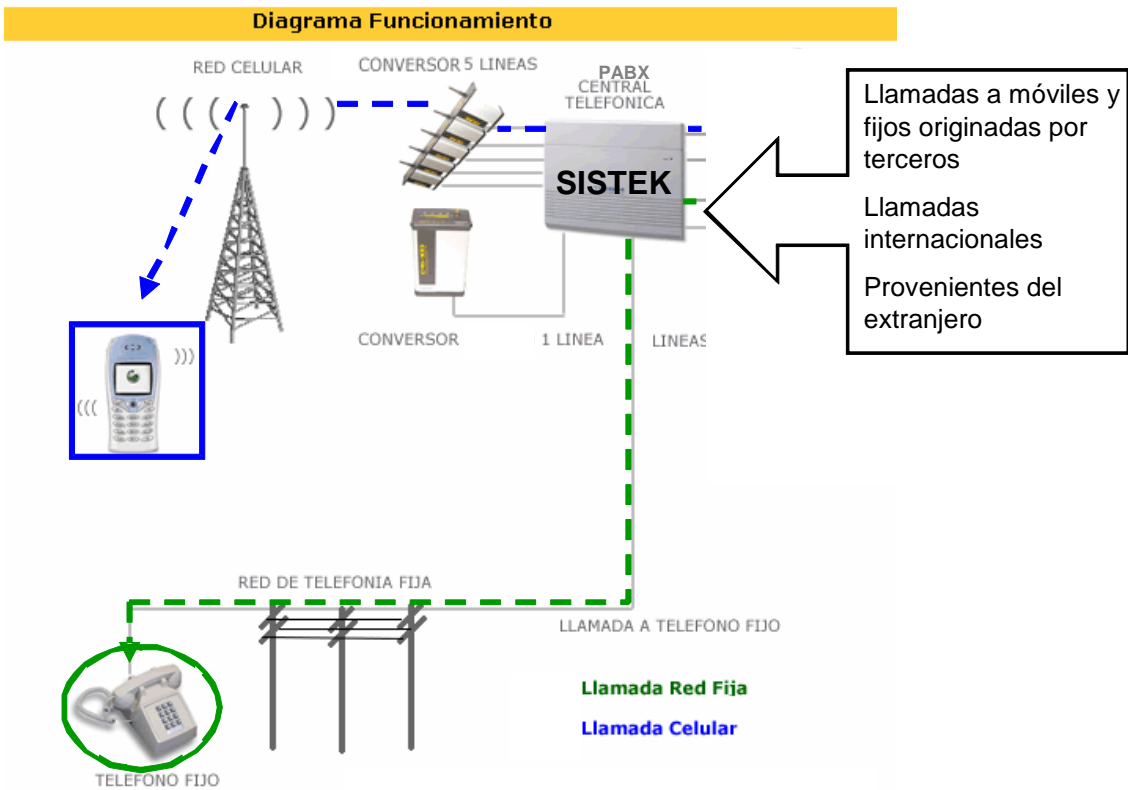 Diagrama Funcionamiento
RED CELULAR
CONVERSOR 5 LINEAS
PABX
CENTRAL
TELEFONICA
SISTEK
Llamadas a móviles y
fijos originadas por
terceros
Llamadas
internacionales
Provenientes del
extranjero
CONVERSOR
1 LINEA
LINEAS
RED DE TELEFONIA FIJA
LLAMADA A TELEFONO FIJO
Llamada Red Fija
Llamada Celular
TELEFONO FIJO